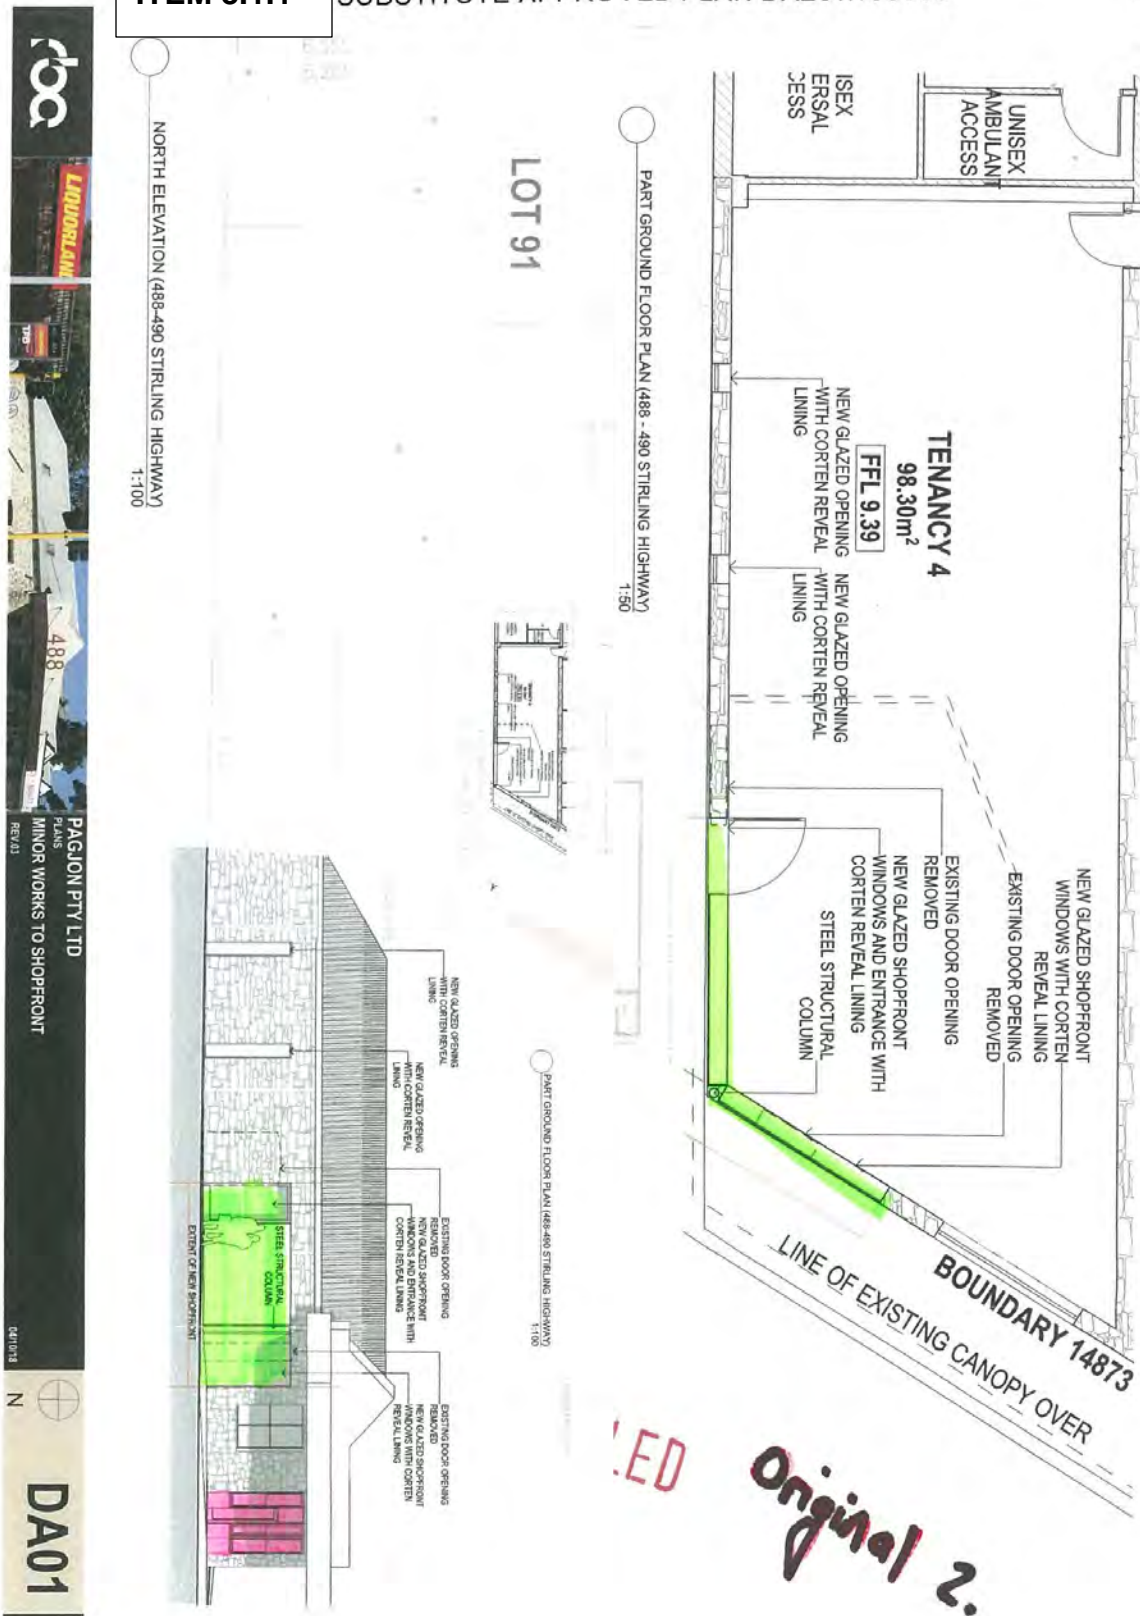 rba
LIQUORLAND
488
PAGJON PTY LTD
PLANS
MINOR WORKS TO SHOPFRONT
REV.03
04/10/18
N
DA01
UNISEX
AMBULANT
ACCESS
ISEX
ERSAL
CESS
TENANCY 4
98.30m²
FFL 9.39
NEW GLAZED OPENING
WITH CORTEN REVEAL
LINING
NEW GLAZED OPENING
WITH CORTEN REVEAL
LINING
NEW GLAZED SHOPFRONT
WINDOWS WITH CORTEN
REVEAL LINING
EXISTING DOOR OPENING
REMOVED
EXISTING DOOR OPENING
REMOVED
NEW GLAZED SHOPFRONT
WINDOWS AND ENTRANCE WITH
CORTEN REVEAL LINING
STEEL STRUCTURAL
COLUMN
BOUNDARY 14873
LINE OF EXISTING CANOPY OVER
PART GROUND FLOOR PLAN (488 - 490 STIRLING HIGHWAY)
1:50
LOT 91
PART GROUND FLOOR PLAN (488-490 STIRLING HIGHWAY)
1:100
NEW GLAZED OPENING
WITH CORTEN REVEAL
LINING
NEW GLAZED OPENING
WITH CORTEN REVEAL
LINING
EXISTING DOOR OPENING
REMOVED
NEW GLAZED SHOPFRONT
WINDOWS AND ENTRANCE WITH
CORTEN REVEAL LINING
EXISTING DOOR OPENING
REMOVED
NEW GLAZED SHOPFRONT
WINDOWS WITH CORTEN
REVEAL LINING
STEEL STRUCTURAL
COLUMN
EXTENT OF NEW SHOPFRONT
NORTH ELEVATION (488-490 STIRLING HIGHWAY)
1:100
LED
Original 2.